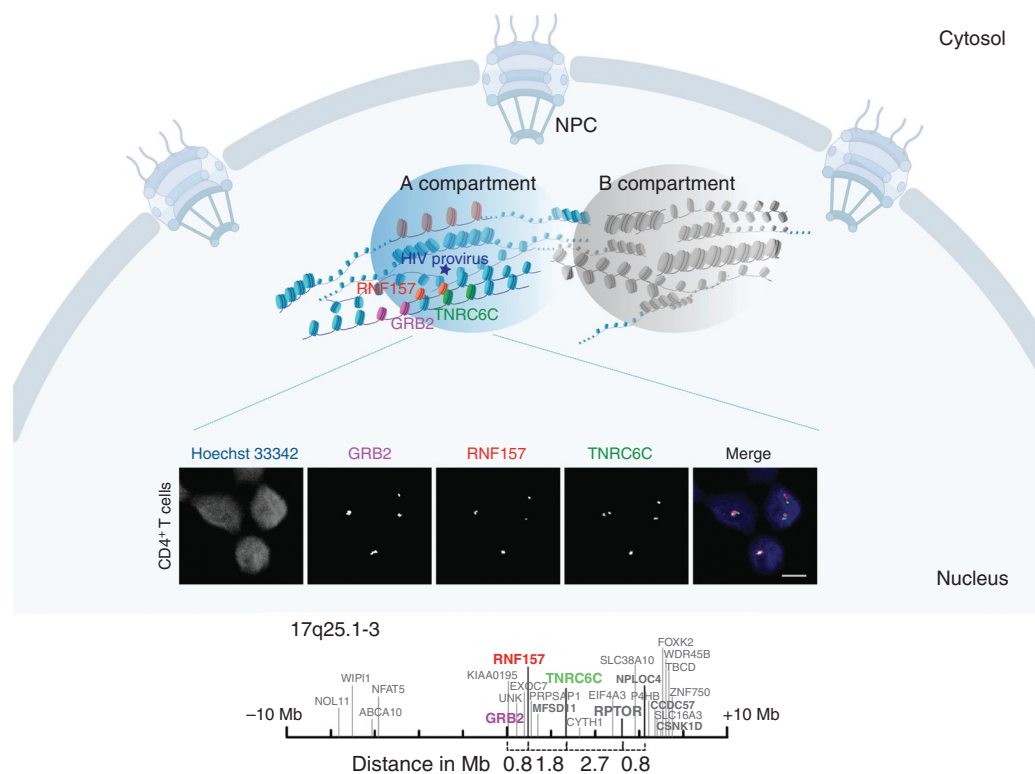 Cytosol
NPC
A compartment
B compartment
HIV provirus
RNF157
TNRC6C
GRB2
Hoechst 33342
GRB2
RNF157
TNRC6C
Merge
CD4+ T cells
Nucleus
17q25.1-3
FOXK2
WDR45B
TBCD
RNF157
SLC38A10
KIAA0195
TNRC6C
NPLOC4
WIPI1
NFAT5
EXOC7
UNK
PRPSAP1
EIF4A3
P4HB
ZNF750
NOL11
ABCA10
GRB2
MFSD11
CYTH1
RPTOR
CCDC57
SLC16A3
CSNK1D
−10 Mb
+10 Mb
Distance in Mb 0.8 1.8 2.7 0.8